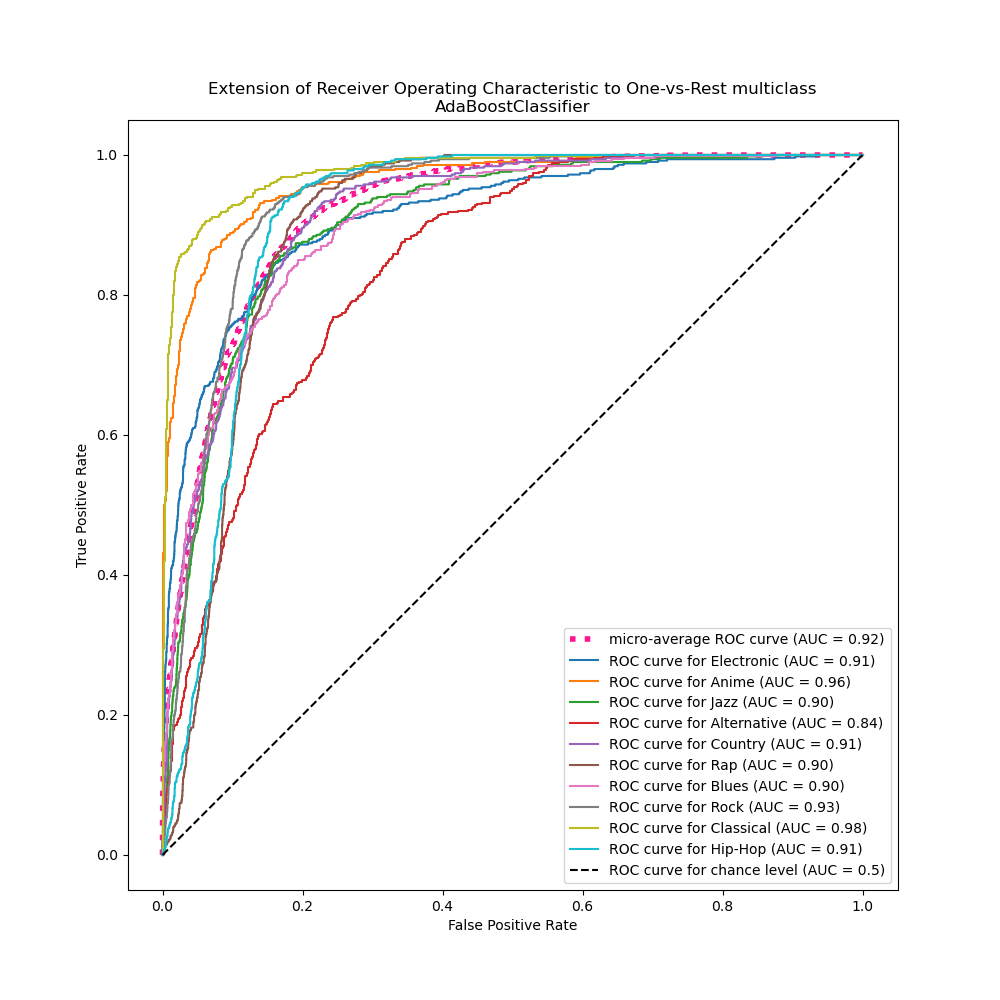 Extension of Receiver Operating Characteristic to One-vs-Rest multiclass
AdaBoostClassifier
1.0
0.8
0.6
0.4
0.2
0.0
True Positive Rate
micro-average ROC curve (AUC = 0.92)
ROC curve for Electronic (AUC = 0.91)
ROC curve for Anime (AUC = 0.96)
ROC curve for Jazz (AUC = 0.90)
ROC curve for Alternative (AUC = 0.84)
ROC curve for Country (AUC = 0.91)
ROC curve for Rap (AUC = 0.90)
ROC curve for Blues (AUC = 0.90)
ROC curve for Rock (AUC = 0.93)
ROC curve for Classical (AUC = 0.98)
ROC curve for Hip-Hop (AUC = 0.91)
ROC curve for chance level (AUC = 0.5)
0.0 0.2 0.4 0.6 0.8 1.0
False Positive Rate